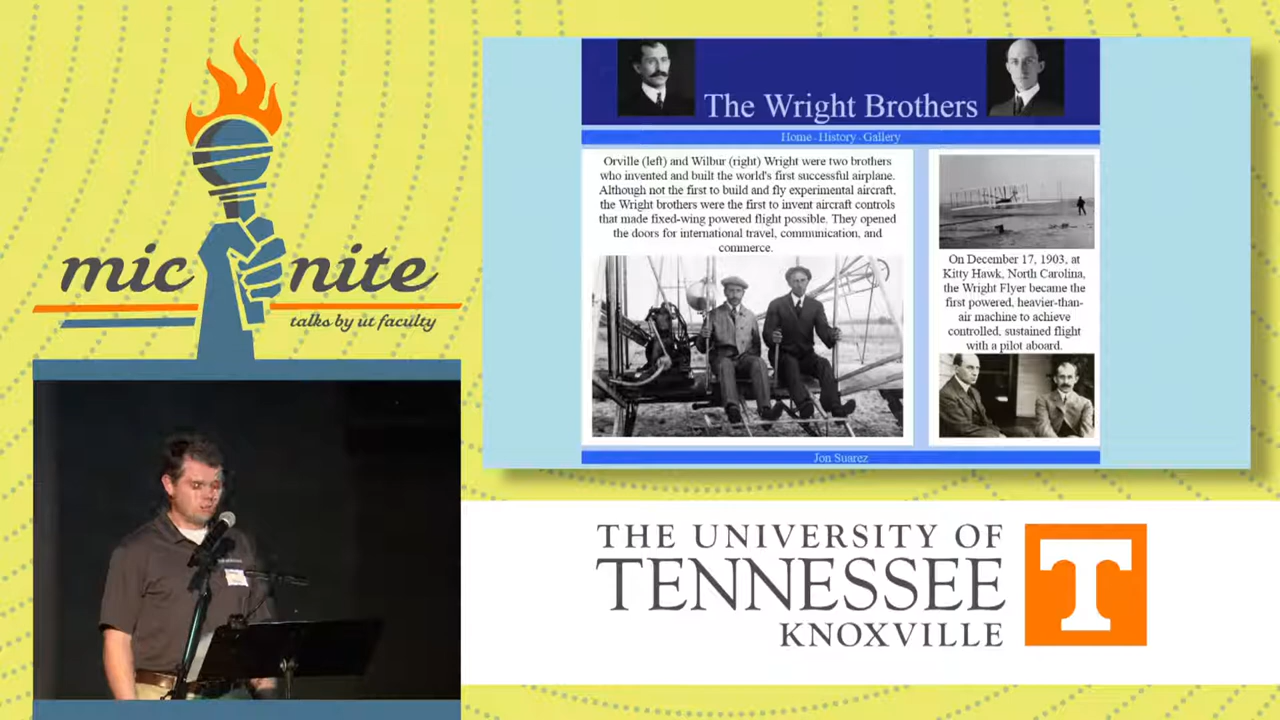 mic nite
talks by ut faculty
The Wright Brothers
Home - History - Gallery
Orville (left) and Wilbur (right) Wright were two brothers
who invented and built the world's first successful airplane.
Although not the first to build and fly experimental aircraft,
the Wright brothers were the first to invent aircraft controls
that made fixed-wing powered flight possible. They opened
the doors for international travel, communication, and
commerce.
On December 17, 1903, at
Kitty Hawk, North Carolina,
the Wright Flyer became the
first powered, heavier-than-
air machine to achieve
controlled, sustained flight
with a pilot aboard.
Jon Suarez
THE UNIVERSITY OF
TENNESSEE
KNOXVILLE
T